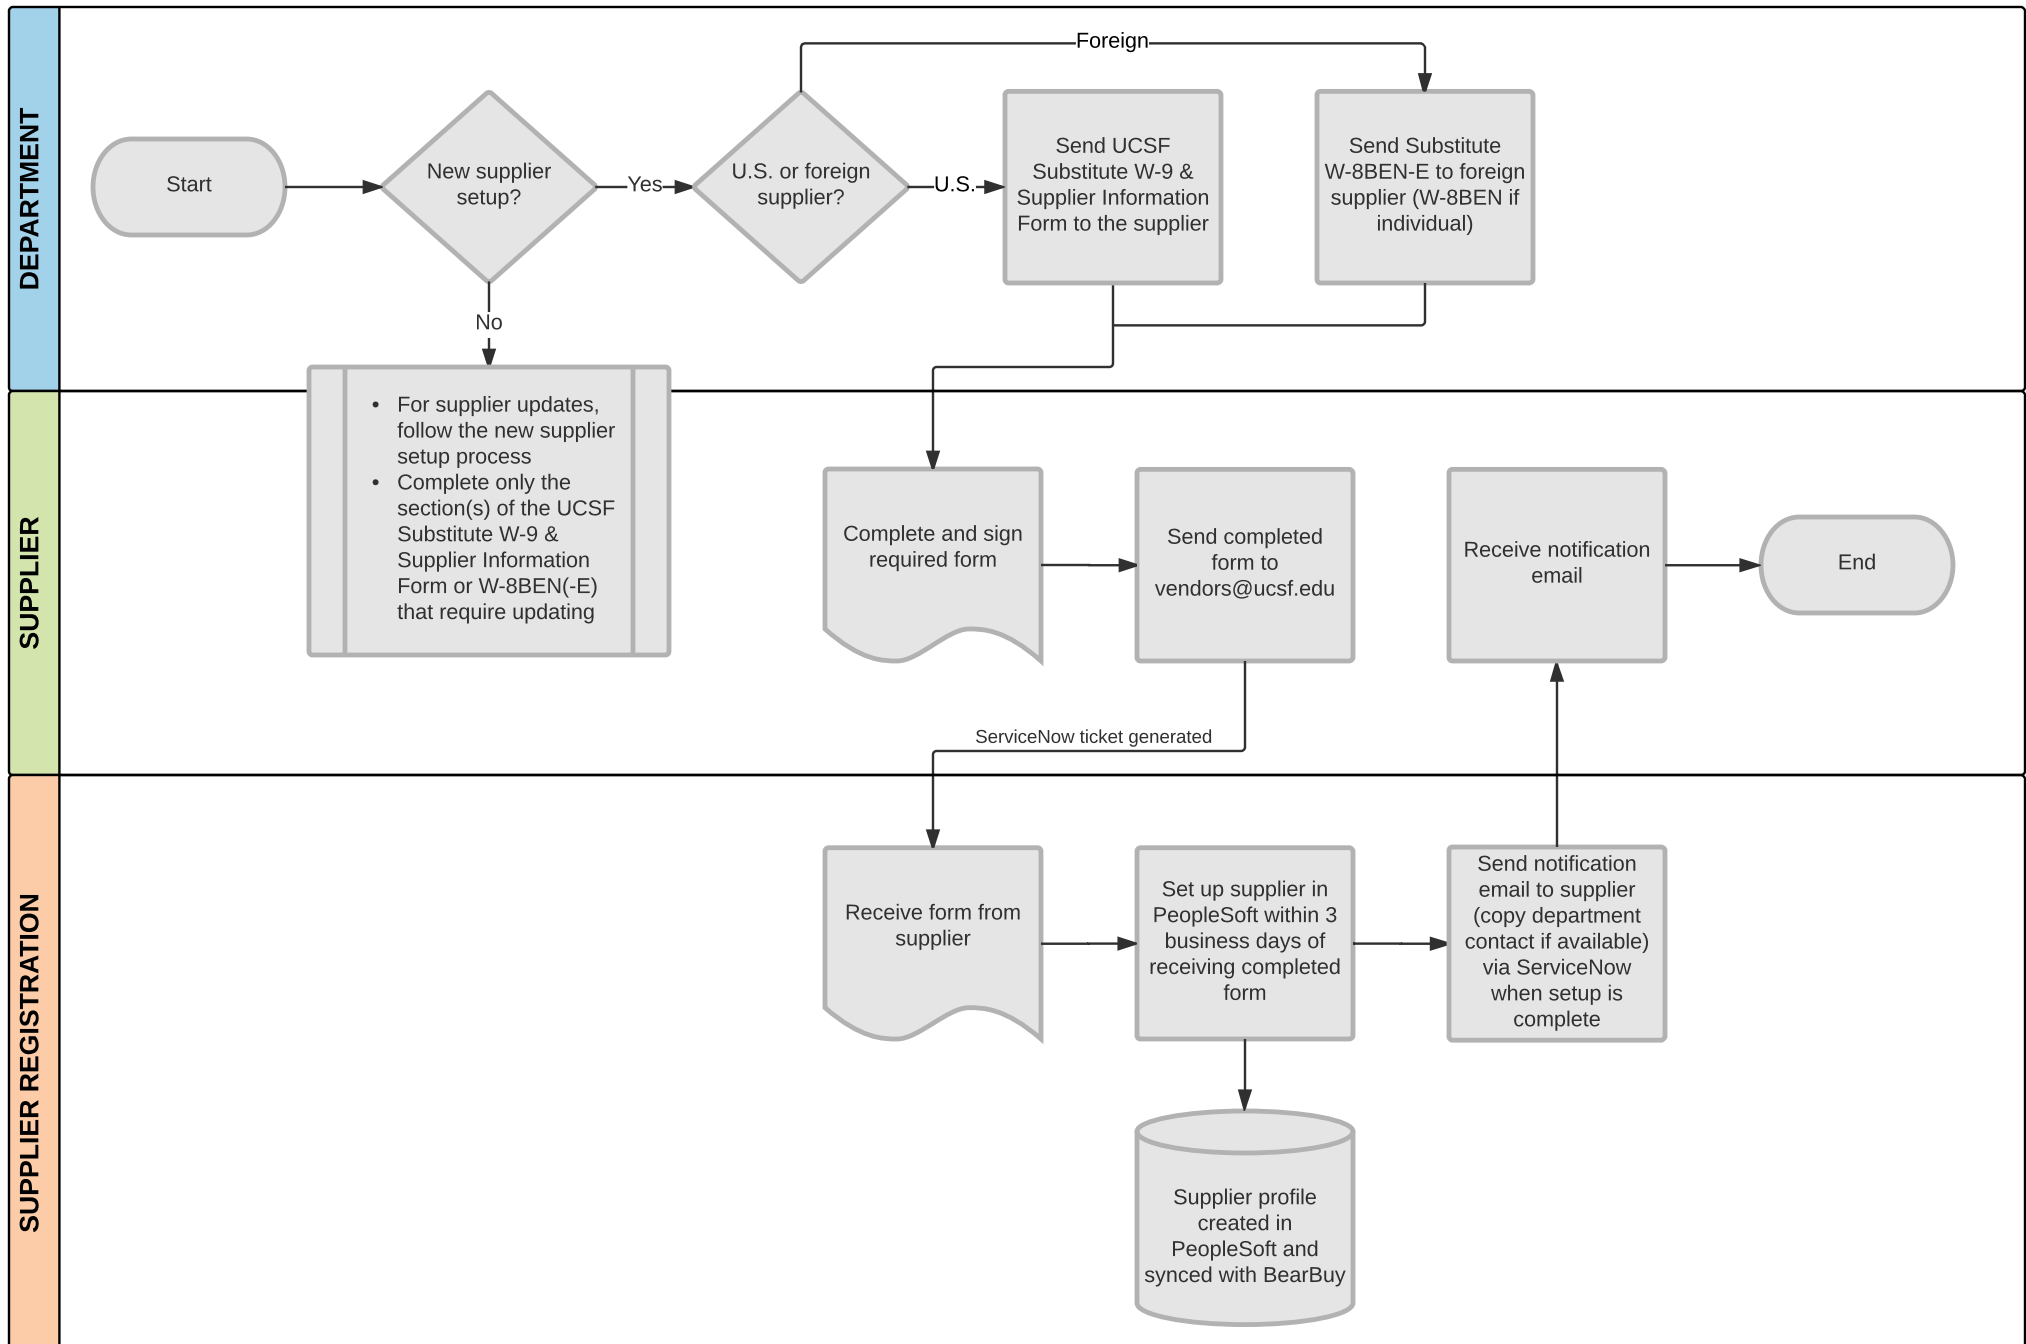 DEPARTMENT
Foreign
Start
New supplier
setup?
Yes
U.S. or foreign
supplier?
U.S.
Send UCSF
Substitute W-9 &
Supplier Information
Form to the supplier
Send Substitute
W-8BEN-E to foreign
supplier (W-8BEN if
individual)
No
SUPPLIER
• For supplier updates,
follow the new supplier
setup process
• Complete only the
section(s) of the UCSF
Substitute W-9 &
Supplier Information
Form or W-8BEN(-E)
that require updating
Complete and sign
required form
Send completed
form to
vendors@ucsf.edu
Receive notification
email
End
ServiceNow ticket generated
SUPPLIER REGISTRATION
Receive form from
supplier
Set up supplier in
PeopleSoft within 3
business days of
receiving completed
form
Send notification
email to supplier
(copy department
contact if available)
via ServiceNow
when setup is
complete
Supplier profile
created in
PeopleSoft and
synced with BearBuy